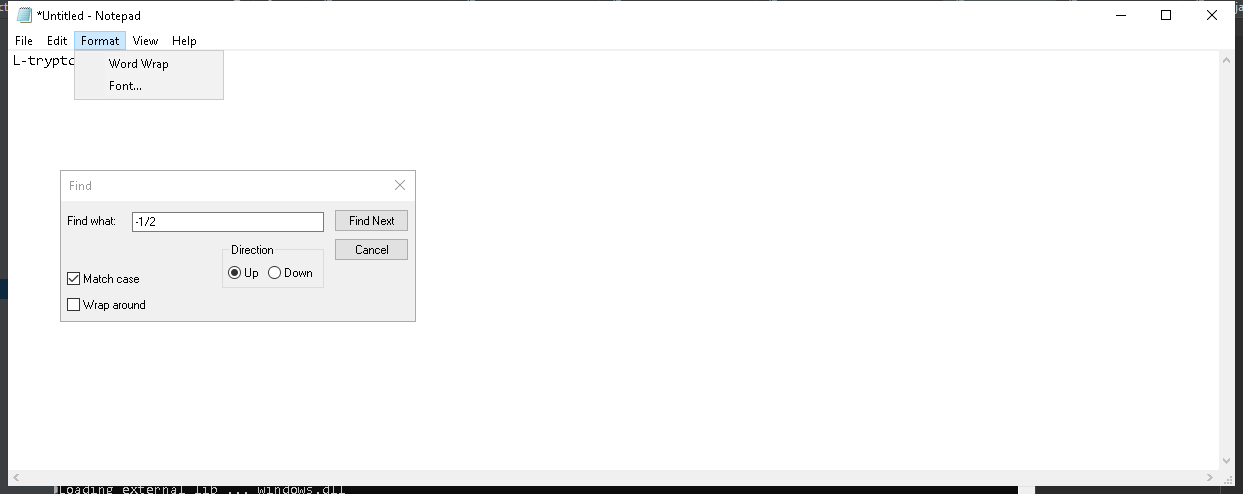 *Untitled - Notepad
File Edit Format View Help
Word Wrap
Font...
Find
Find what: -1/2 Find Next
Direction Cancel
Up Down
Match case
Wrap around
Loading external lib ... windows.dll